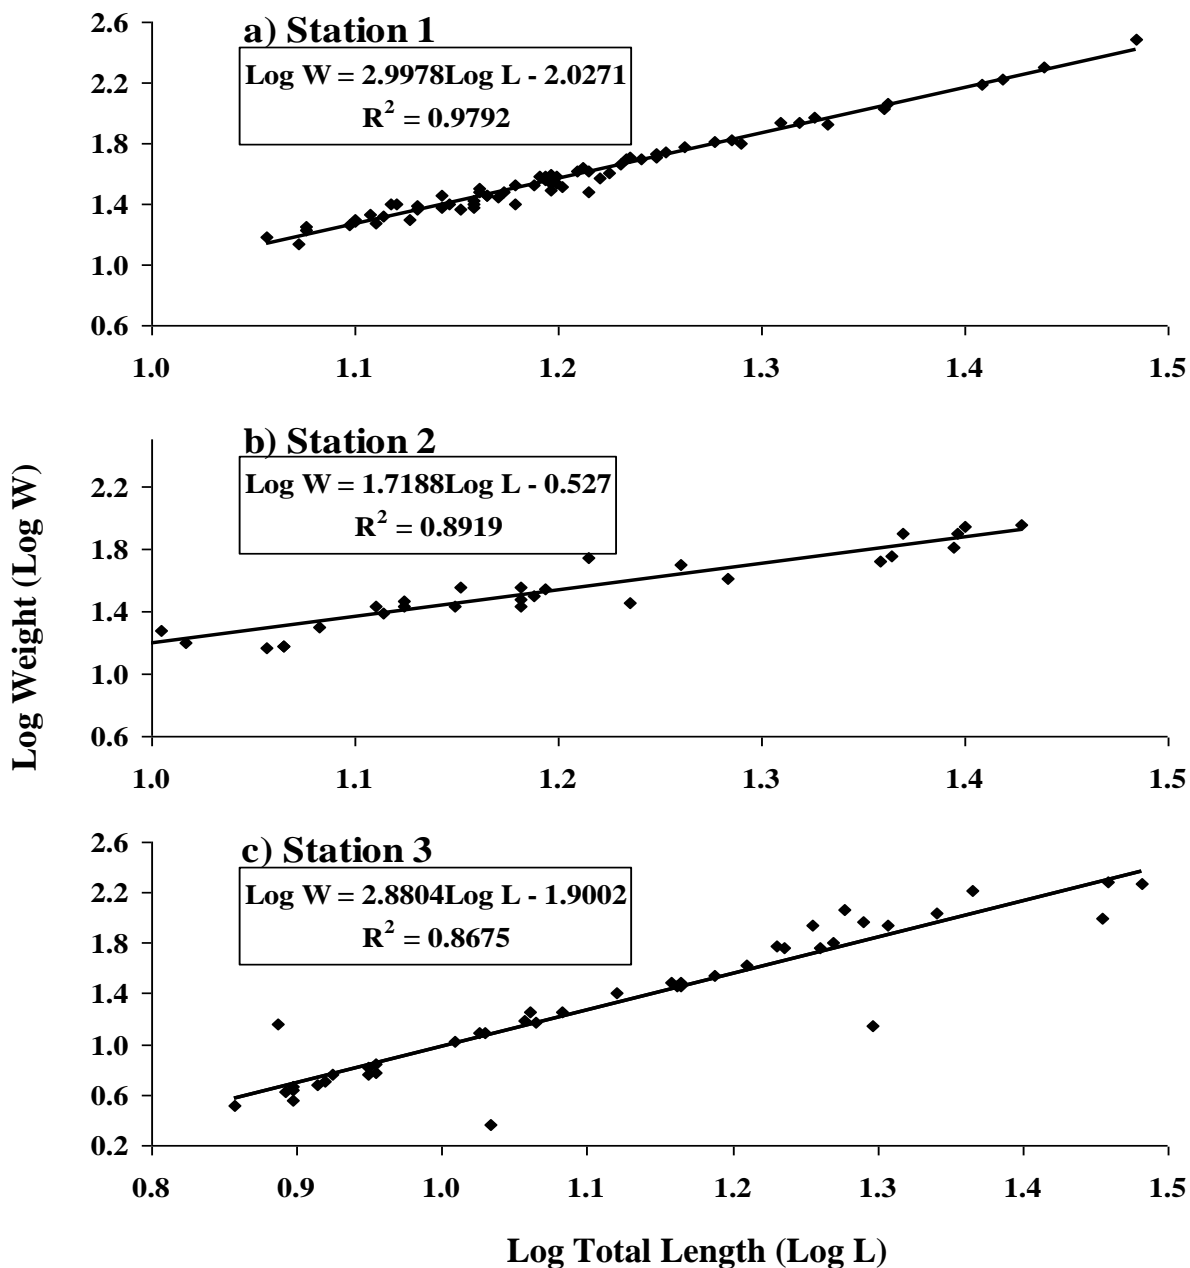 a) Station 1
Log W = 2.9978Log L - 2.0271
R² = 0.9792
2.6
2.2
1.8
1.4
1.0
0.6
1.0 1.1 1.2 1.3 1.4 1.5
b) Station 2
Log W = 1.7188Log L - 0.527
R² = 0.8919
2.2
1.8
1.4
1.0
0.6
1.0 1.1 1.2 1.3 1.4 1.5
Log Weight (Log W)
c) Station 3
Log W = 2.8804Log L - 1.9002
R² = 0.8675
2.6
2.2
1.8
1.4
1.0
0.6
0.2
0.8 0.9 1.0 1.1 1.2 1.3 1.4 1.5
Log Total Length (Log L)